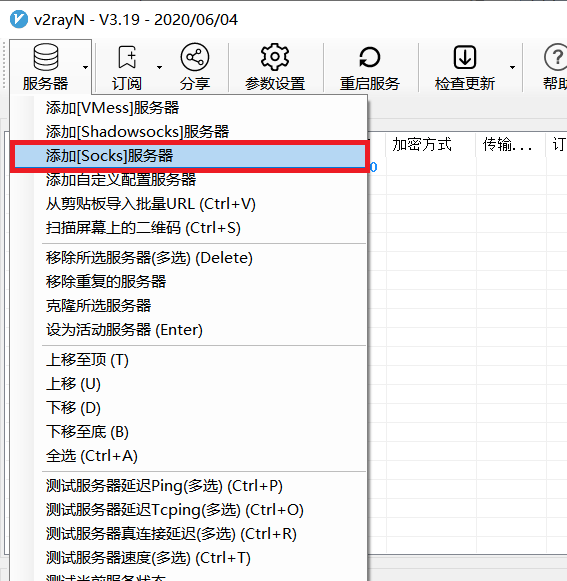 v2rayN - V3.19 - 2020/06/04
服务器 订阅 分享 参数设置 重启服务 检查更新 帮助
添加[VMess]服务器
添加[Shadowsocks]服务器
添加[Socks]服务器
加密方式 传输... 订
添加自定义配置服务器
从剪贴板导入批量URL (Ctrl+V)
扫描屏幕上的二维码 (Ctrl+S)
移除所选服务器(多选) (Delete)
移除重复的服务器
克隆所选服务器
设为活动服务器 (Enter)
上移至顶 (T)
上移 (U)
下移 (D)
下移至底 (B)
全选 (Ctrl+A)
测试服务器延迟Ping(多选) (Ctrl+P)
测试服务器延迟Tcping(多选) (Ctrl+O)
测试服务器真连接延迟(多选) (Ctrl+R)
测试服务器速度(多选) (Ctrl+T)
测试当前服务状态